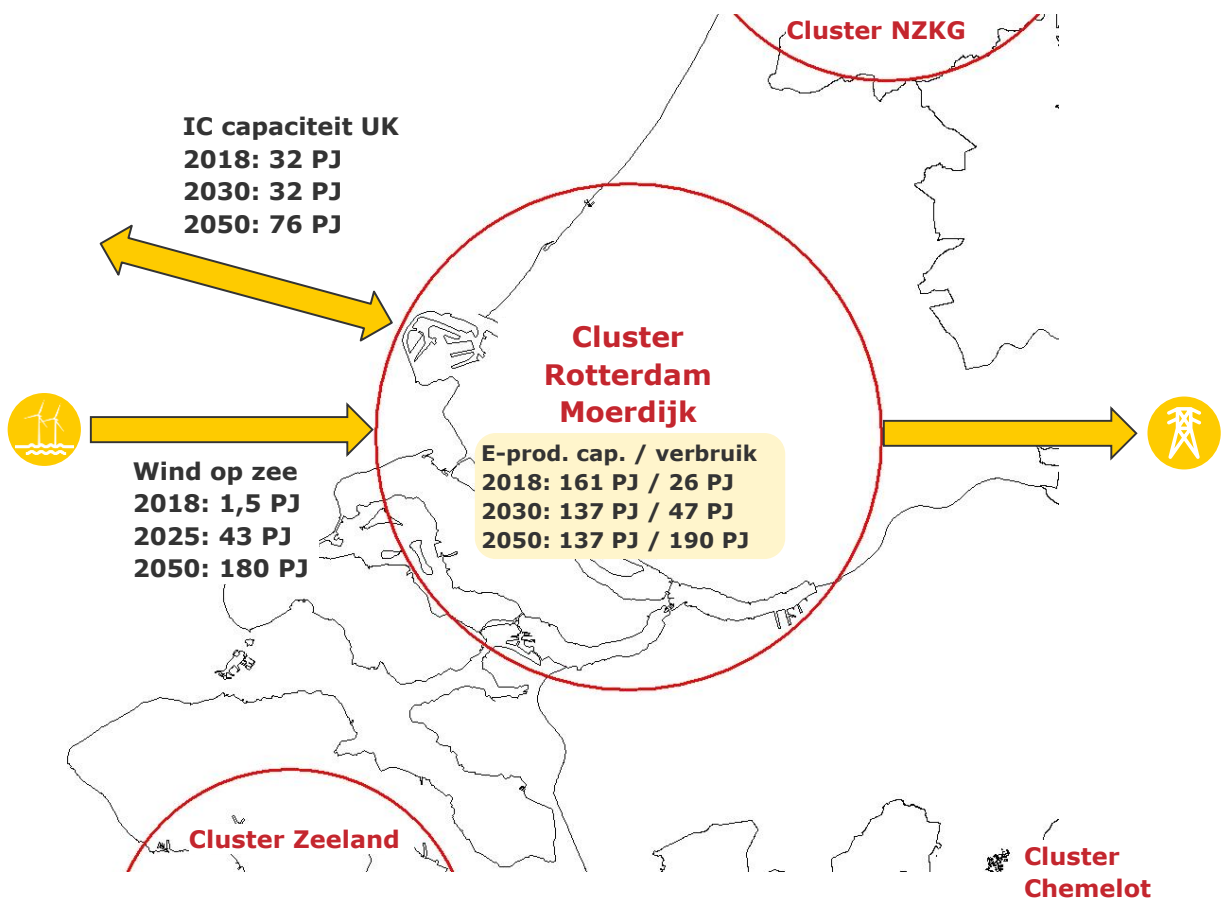 Cluster NZKG
IC capaciteit UK
2018: 32 PJ
2030: 32 PJ
2050: 76 PJ
Cluster
Rotterdam
Moerdijk
E-prod. cap. / verbruik
2018: 161 PJ / 26 PJ
2030: 137 PJ / 47 PJ
2050: 137 PJ / 190 PJ
Wind op zee
2018: 1,5 PJ
2025: 43 PJ
2050: 180 PJ
Cluster Zeeland
Cluster
Chemelot